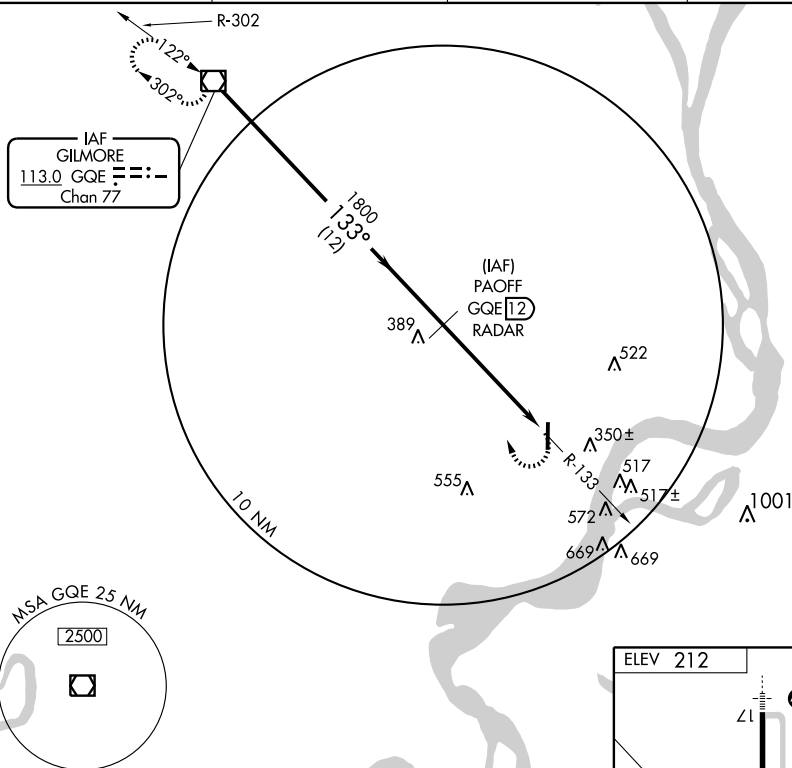 R-302
122°
302°
IAF
GILMORE
113.0 GQE
Chan 77
1800
133°
(12)
(IAF)
PAOFF
GQE 12
RADAR
389
522
350±
R-133
517
517±
555
572
1001
669
669
10 NM
MSA GQE 25 NM
2500
ELEV 212
17